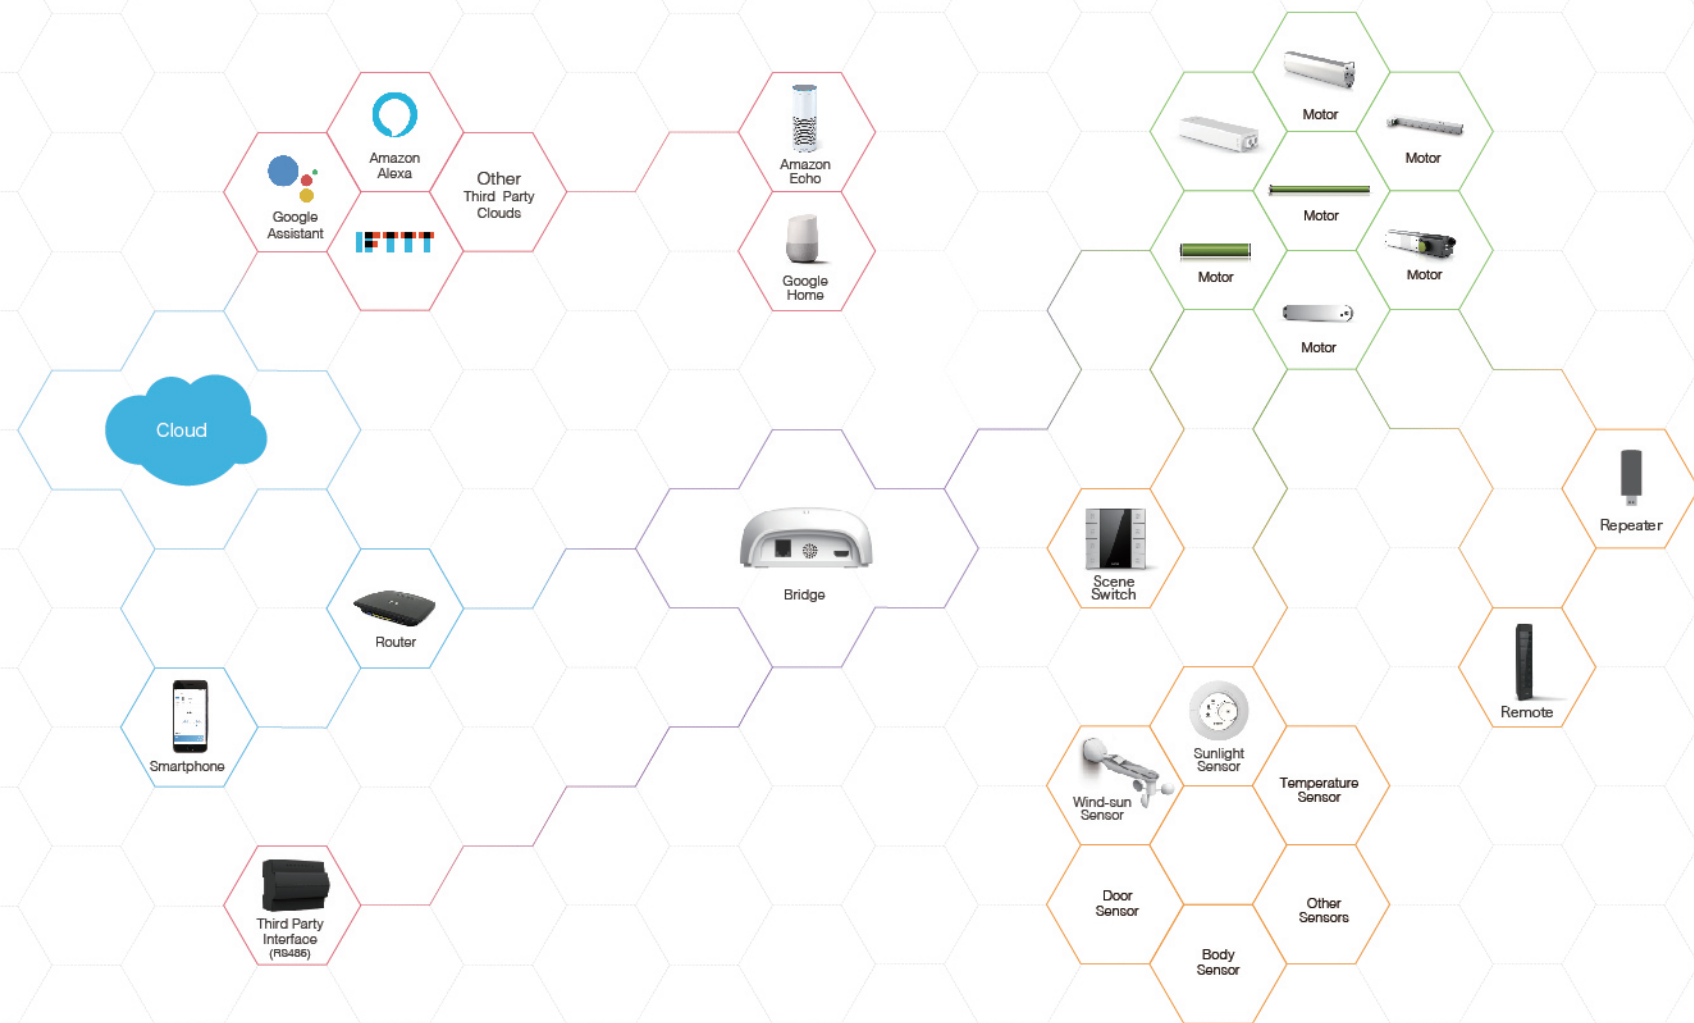 Amazon
Alexa
Google
Assistant
Other
Third Party
Clouds
IFTTT
Amazon
Echo
Google
Home
Motor
Motor
Motor
Motor
Motor
Motor
Cloud
Bridge
Router
Smartphone
Third Party
Interface
(RS485)
Scene
Switch
Repeater
Remote
Sunlight
Sensor
Wind-sun
Sensor
Temperature
Sensor
Door
Sensor
Other
Sensors
Body
Sensor